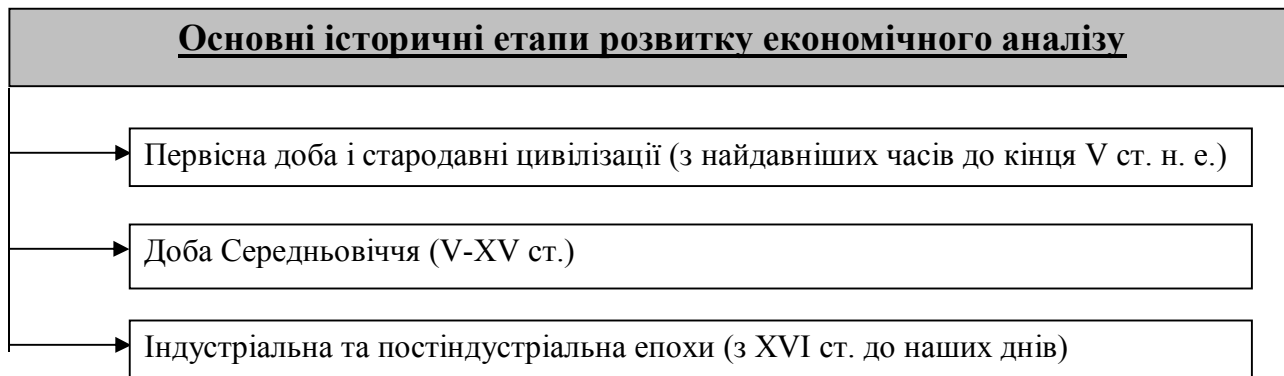 Основні історичні етапи розвитку економічного аналізу
Первісна доба і стародавні цивілізації (з найдавніших часів до кінця V ст. н. е.)
Доба Середньовіччя (V-XV ст.)
Індустріальна та постіндустріальна епохи (з XVI ст. до наших днів)